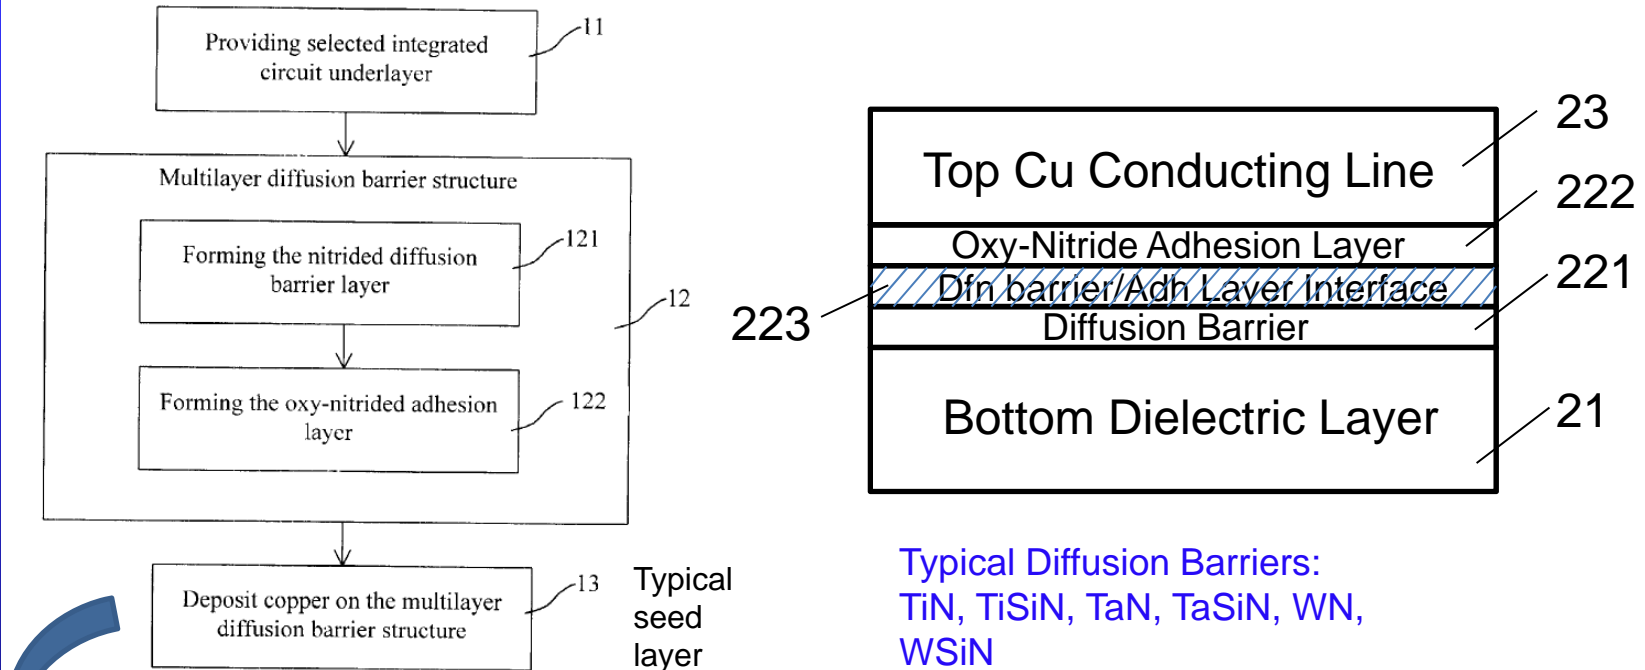 Providing selected integrated
circuit underlayer
11
Multilayer diffusion barrier structure
Forming the nitrided diffusion
barrier layer
121
12
Forming the oxy-nitrided adhesion
layer
122
Deposit copper on the multilayer
diffusion barrier structure
13
Typical
seed
layer
Top Cu Conducting Line
23
Oxy-Nitride Adhesion Layer
222
Dfn barrier/Adh Layer Interface
223
Diffusion Barrier
221
Bottom Dielectric Layer
21
Typical Diffusion Barriers:
TiN, TiSiN, TaN, TaSiN, WN,
WSiN